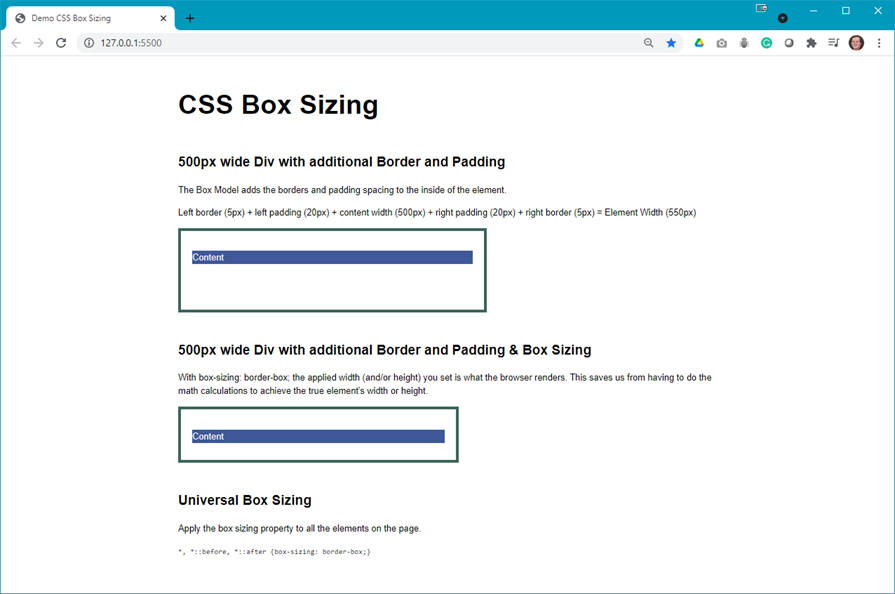 Demo CSS Box Sizing
127.0.0.1:5500
CSS Box Sizing
500px wide Div with additional Border and Padding
The Box Model adds the borders and padding spacing to the inside of the element.
Left border (5px) + left padding (20px) + content width (500px) + right padding (20px) + right border (5px) = Element Width (550px)
Content
500px wide Div with additional Border and Padding & Box Sizing
With box-sizing: border-box; the applied width (and/or height) you set is what the browser renders. This saves us from having to do the
math calculations to achieve the true element's width or height.
Content
Universal Box Sizing
Apply the box sizing property to all the elements on the page.
*, *::before, *::after {box-sizing: border-box;}